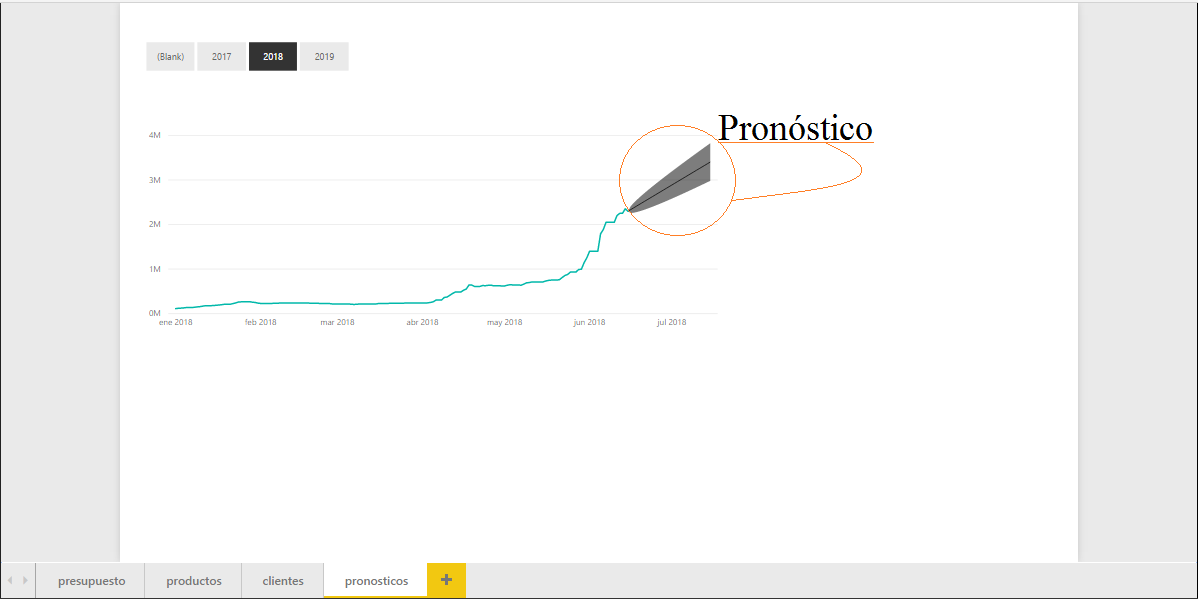 (Blank) 2017 2018 2019
Pronóstico
4M
3M
2M
1M
0M
ene 2018 feb 2018 mar 2018 abr 2018 may 2018 jun 2018 jul 2018
presupuesto productos clientes pronosticos +